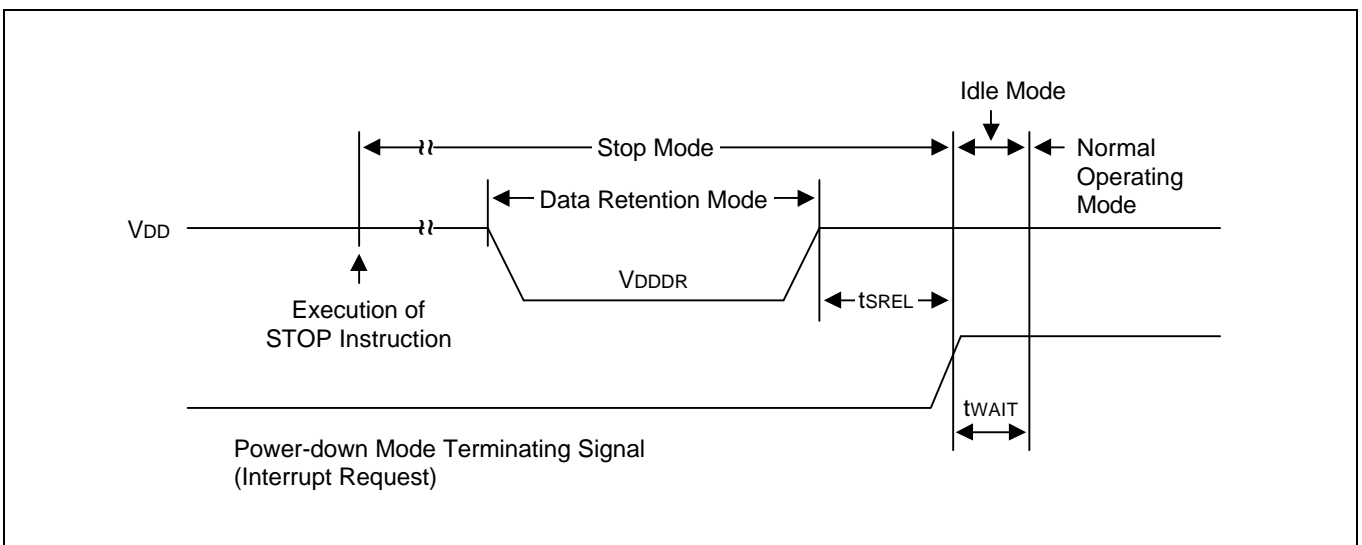 Idle Mode
Stop Mode
Normal
Operating
Mode
Data Retention Mode
VDD
VDDDR
tSREL
Execution of
STOP Instruction
tWAIT
Power-down Mode Terminating Signal
(Interrupt Request)